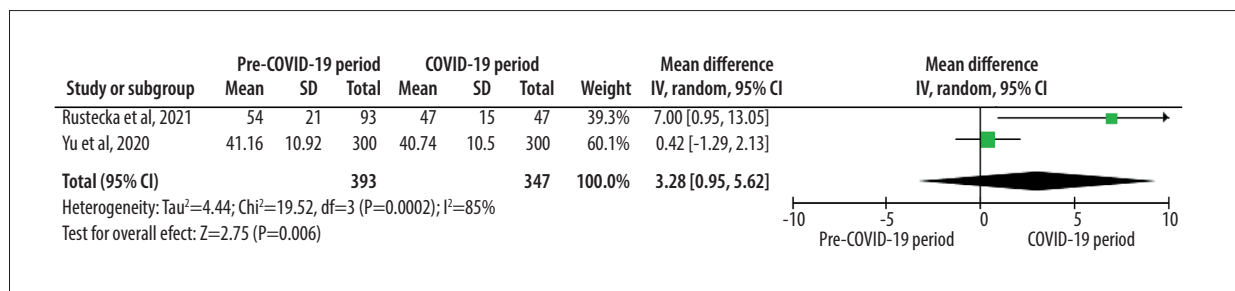 Pre-COVID-19 period COVID-19 period Mean difference Mean difference
Study or subgroup Mean SD Total Mean SD Total Weight IV, random, 95% CI IV, random, 95% CI
Rustecka et al, 2021 54 21 93 47 15 47 39.3% 7.00 [0.95, 13.05]
Yu et al, 2020 41.16 10.92 300 40.74 10.5 300 60.1% 0.42 [-1.29, 2.13]
Total (95% CI) 393 347 100.0% 3.28 [0.95, 5.62]
Heterogeneity: Tau²=4.44; Chi²=19.52, df=3 (P=0.0002); I²=85%
Test for overall efect: Z=2.75 (P=0.006)
-10 -5 0 5 10
Pre-COVID-19 period COVID-19 period